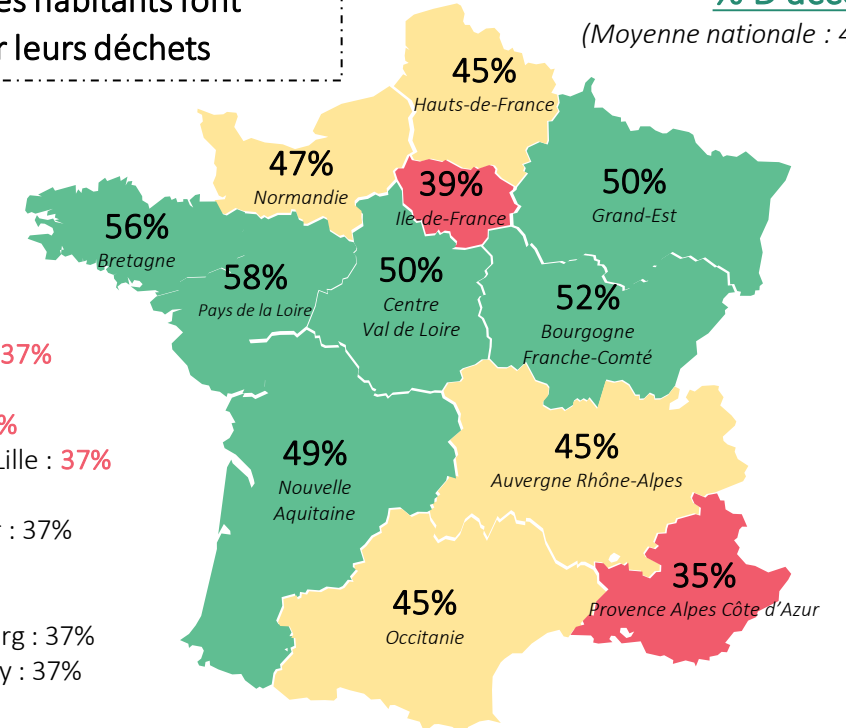 habitants font
leurs déchets
% D'acco
(Moyenne nationale : 4
45%
Hauts-de-France
47%
Normandie
39%
Ile-de-France
50%
Grand-Est
56%
Bretagne
58%
Pays de la Loire
50%
Centre
Val de Loire
52%
Bourgogne
Franche-Comté
37%
%
Lille : 37%
: 37%
49%
Nouvelle
Aquitaine
45%
Auvergne Rhône-Alpes
45%
Occitanie
35%
Provence Alpes Côte d'Azur
rg : 37%
y : 37%